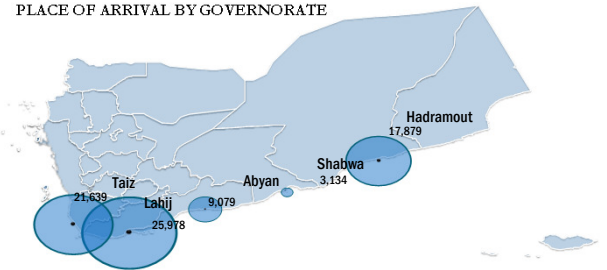 PLACE OF ARRIVAL BY GOVERNORATE
Hadramout
17,879
Shabwa
3,134
Abyan
9,079
Taiz
21,639
Lahij
25,978